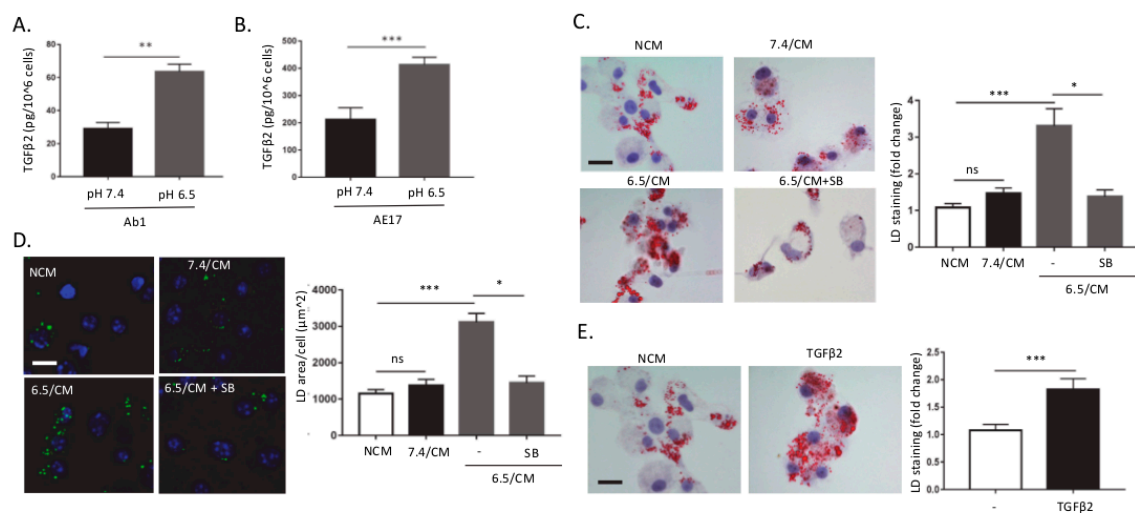 A.
TGFβ2 (pg/10^6 cells)
80
60
40
20
0
**
pH 7.4
pH 6.5
Ab1
B.
TGFβ2 (pg/10^6 cells)
500
400
300
200
100
0
***
pH 7.4
pH 6.5
AE17
C.
NCM
7.4/CM
6.5/CM
6.5/CM+SB
LD staining (fold change)
4
3
2
1
0
***
*
ns
NCM
7.4/CM
-
SB
6.5/CM
D.
NCM
7.4/CM
6.5/CM
6.5/CM + SB
LD area/cell (μm^2)
4000
3000
2000
1000
0
***
*
ns
NCM
7.4/CM
-
SB
6.5/CM
E.
NCM
TGFβ2
LD staining (fold change)
2.5
2.0
1.5
1.0
0.5
0.0
***
-
TGFβ2